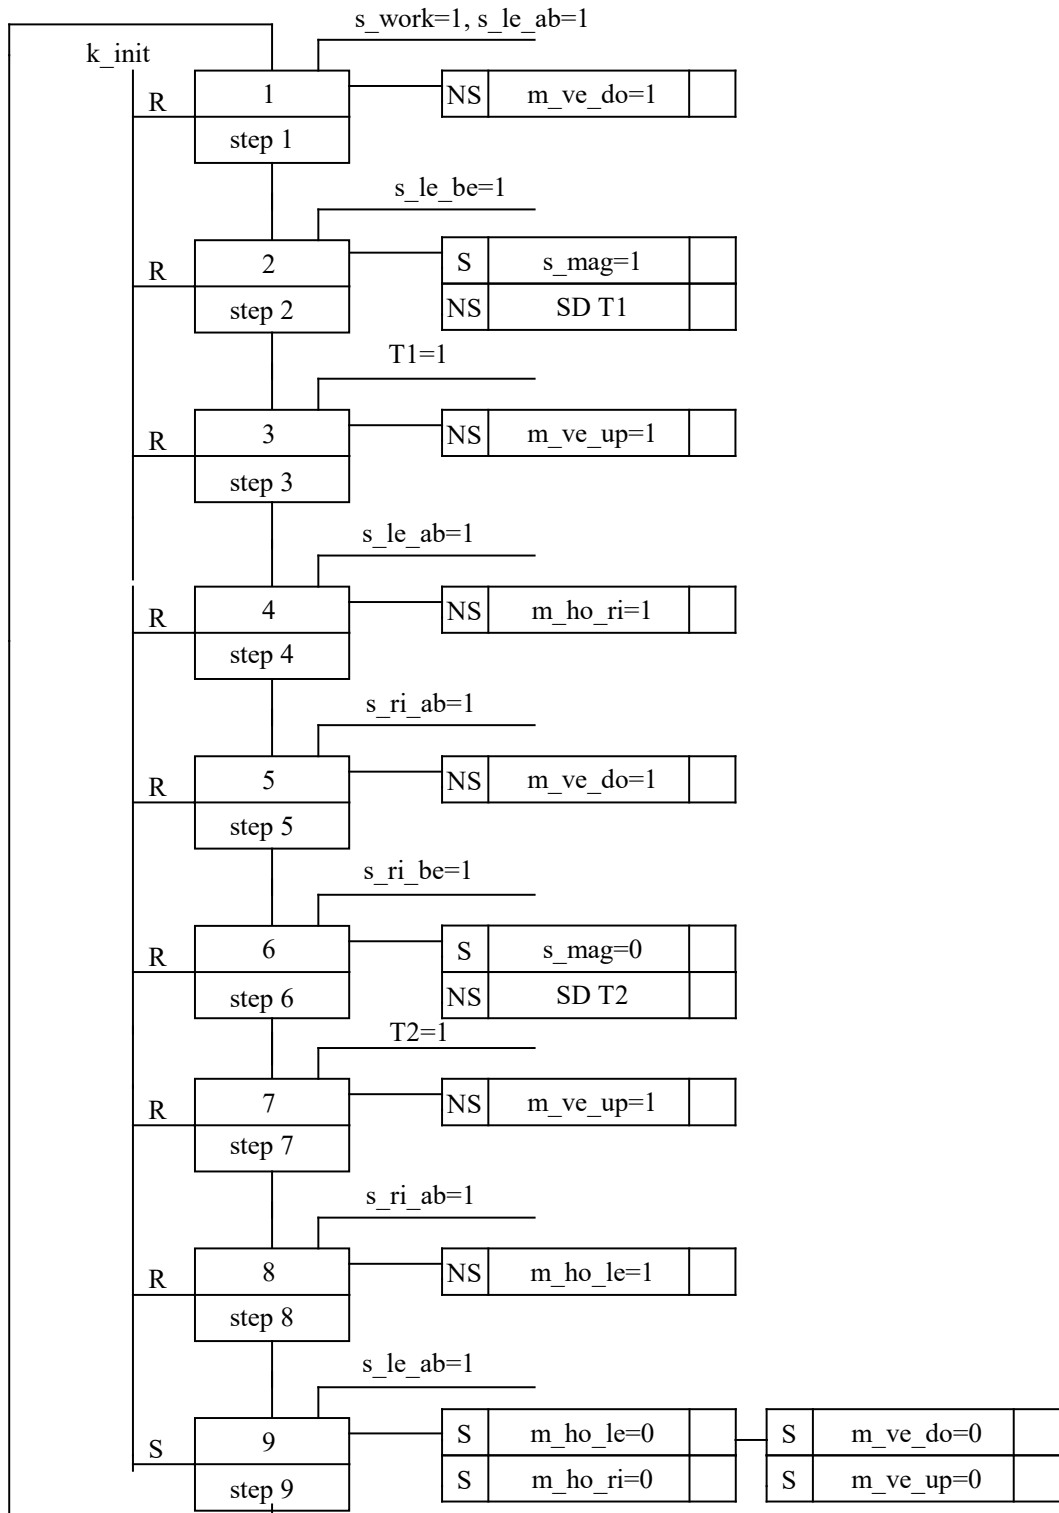 s_work=1, s_le_ab=1
k_init
R 1 NS m_ve_do=1
step 1
s_le_be=1
R 2 S s_mag=1
step 2 NS SD T1
T1=1
R 3 NS m_ve_up=1
step 3
s_le_ab=1
R 4 NS m_ho_ri=1
step 4
s_ri_ab=1
R 5 NS m_ve_do=1
step 5
s_ri_be=1
R 6 S s_mag=0
step 6 NS SD T2
T2=1
R 7 NS m_ve_up=1
step 7
s_ri_ab=1
R 8 NS m_ho_le=1
step 8
s_le_ab=1
S 9 S m_ho_le=0 S m_ve_do=0
step 9 S m_ho_ri=0 S m_ve_up=0